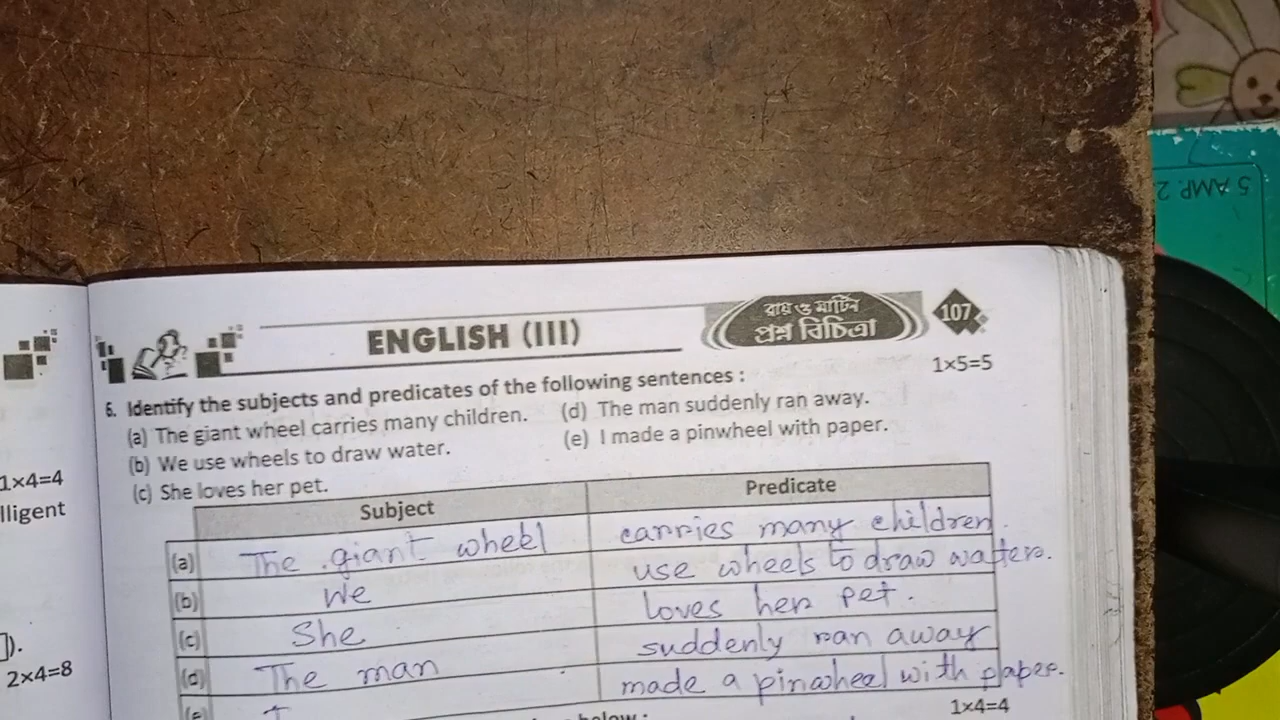 5 AMP. 2
ENGLISH (III)
রায় ও মার্টিন
প্রশ্ন বিচিত্রা
107
1×5=5
6. Identify the subjects and predicates of the following sentences :
(a) The giant wheel carries many children. (d) The man suddenly ran away.
(b) We use wheels to draw water. (e) I made a pinwheel with paper.
(c) She loves her pet.
Subject Predicate
(a) The giant wheel carries many children.
(b) We use wheels to draw water.
(c) She loves her pet.
(d) The man suddenly ran away
(e) I made a pinwheel with paper.
below :
1×4=4
1×4=4
lligent
]).
2×4=8